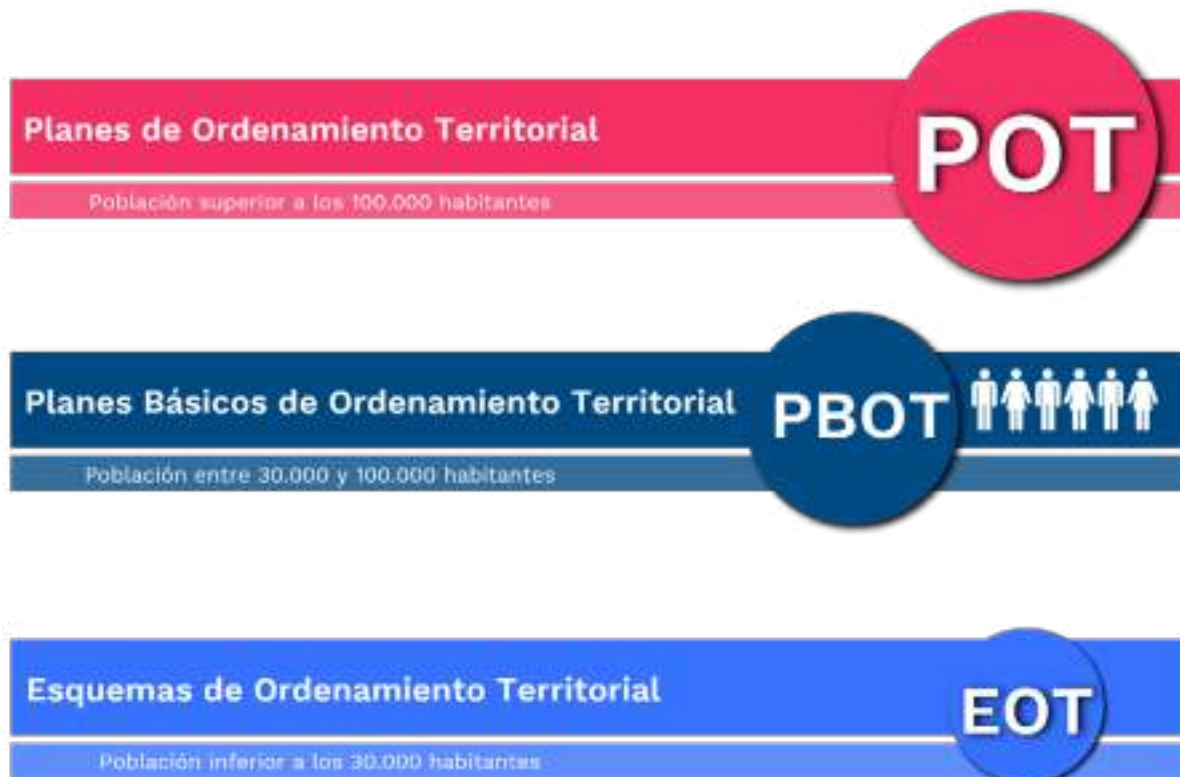 Planes de Ordenamiento Territorial
POT
Población superior a los 100.000 habitantes
Planes Básicos de Ordenamiento Territorial
PBOT
Población entre 30.000 y 100.000 habitantes
Esquemas de Ordenamiento Territorial
EOT
Población inferior a los 30.000 habitantes